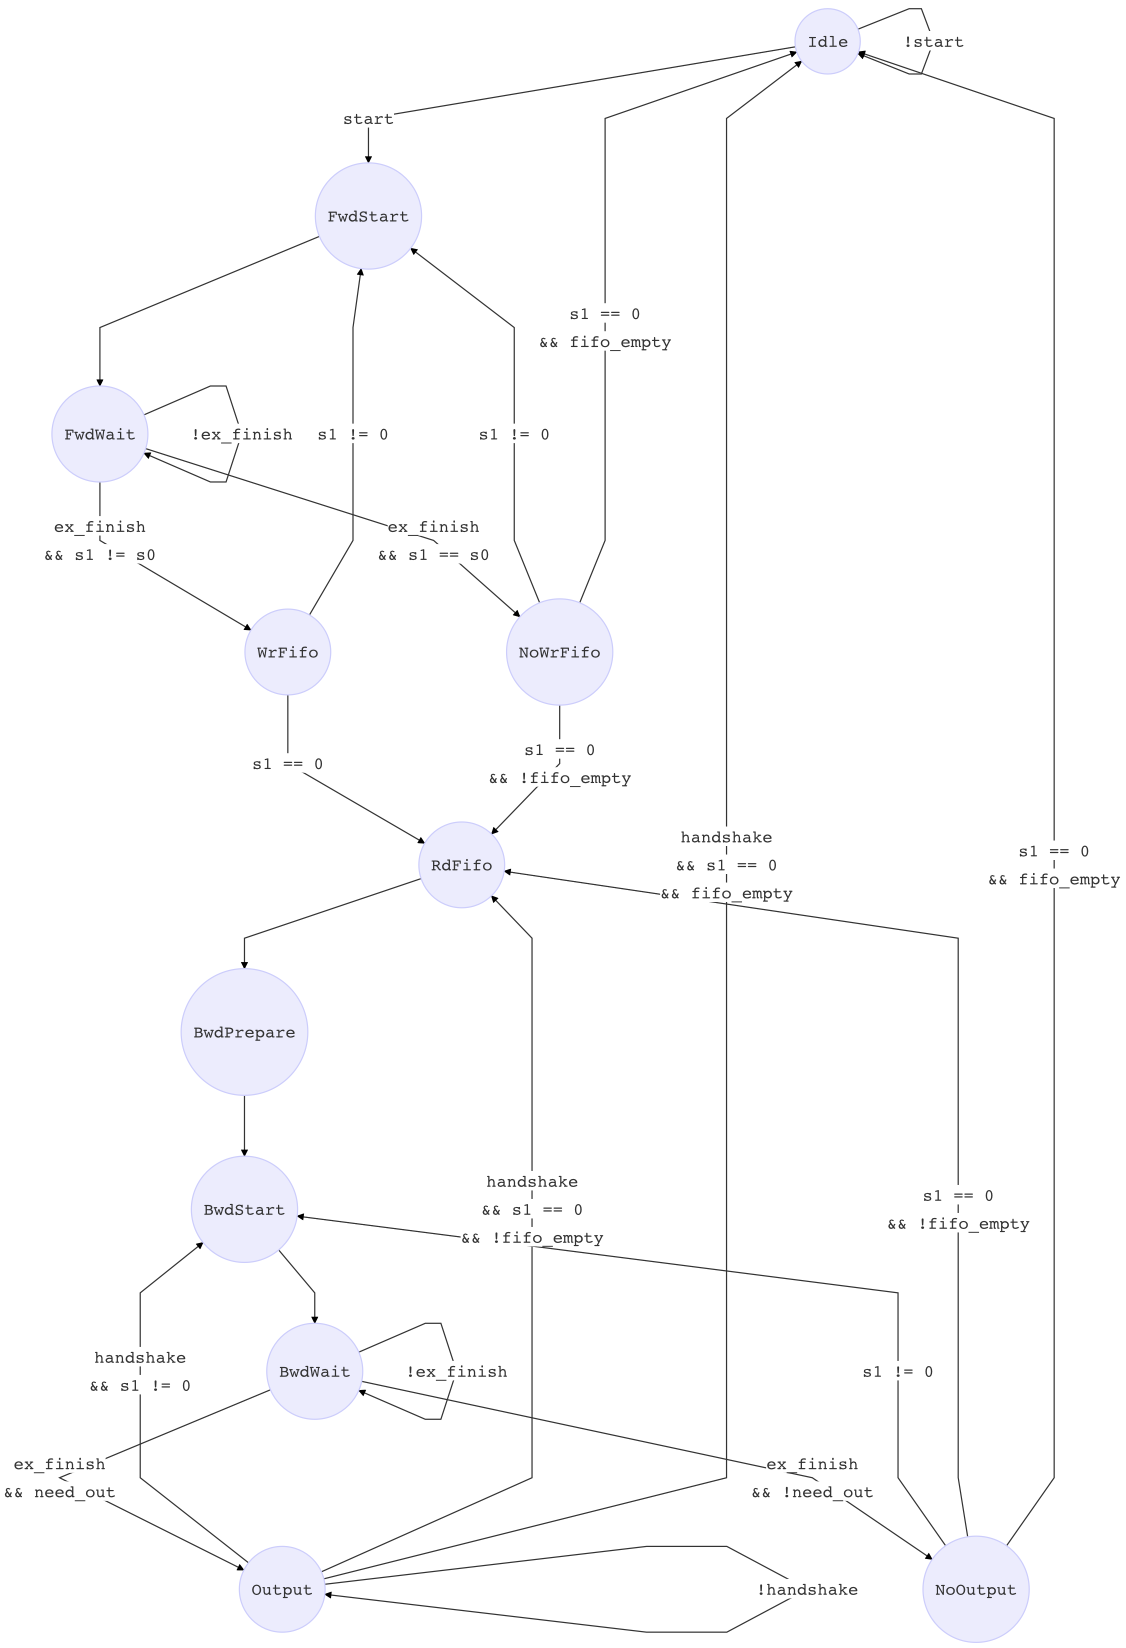 Idle
!start
start
FwdStart
s1 == 0
&& fifo_empty
FwdWait
!ex_finish
s1 != 0
s1 != 0
ex_finish
&& s1 != s0
ex_finish
&& s1 == s0
WrFifo
NoWrFifo
s1 == 0
s1 == 0
&& !fifo_empty
handshake
&& s1 == 0
&& fifo_empty
s1 == 0
&& fifo_empty
RdFifo
BwdPrepare
BwdStart
handshake
&& s1 == 0
&& !fifo_empty
s1 == 0
&& !fifo_empty
handshake
&& s1 != 0
BwdWait
!ex_finish
s1 != 0
ex_finish
&& need_out
ex_finish
&& !need_out
Output
!handshake
NoOutput